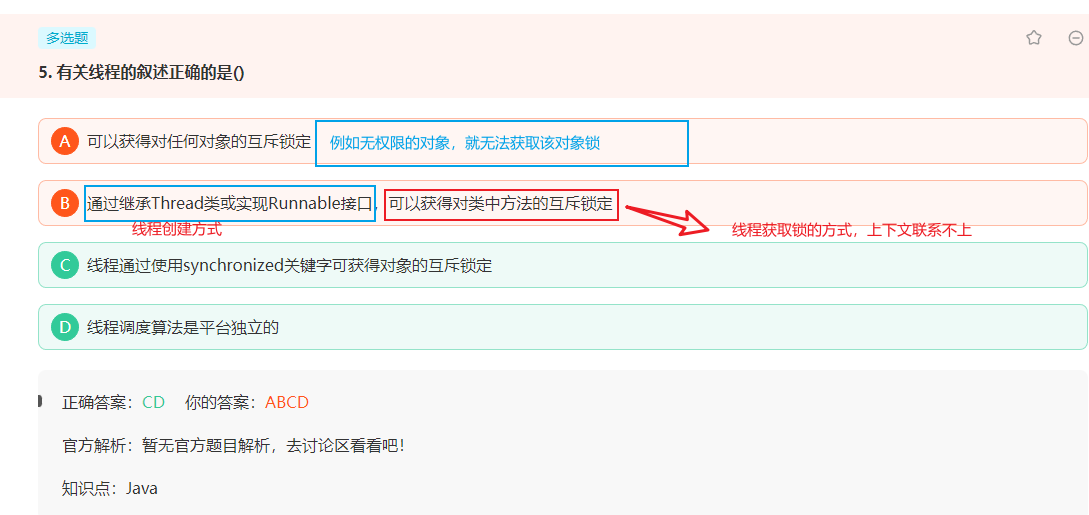 多选题
5. 有关线程的叙述正确的是()
A 可以获得对任何对象的互斥锁定 例如无权限的对象，就无法获取该对象锁
B 通过继承Thread类或实现Runnable接口，可以获得对类中方法的互斥锁定
线程创建方式 线程获取锁的方式，上下文联系不上
C 线程通过使用synchronized关键字可获得对象的互斥锁定
D 线程调度算法是平台独立的
正确答案：CD 你的答案：ABCD
官方解析：暂无官方题目解析，去讨论区看看吧！
知识点：Java